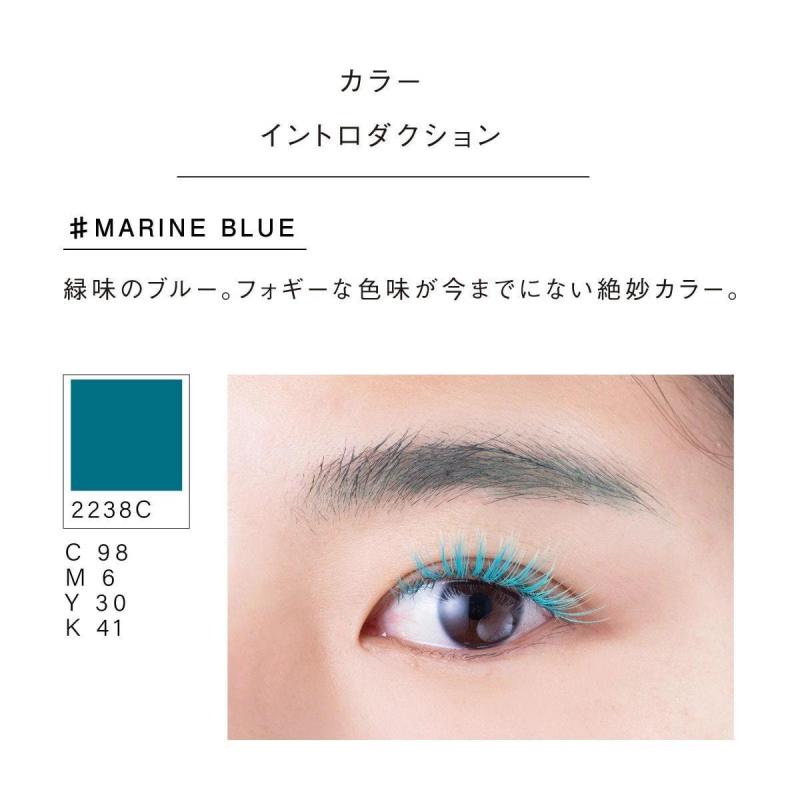 カラー
イントロダクション
♯MARINE BLUE
緑味のブルー。フォギーな色味が今までにない絶妙カラー。
2238C
C 98
M 6
Y 30
K 41